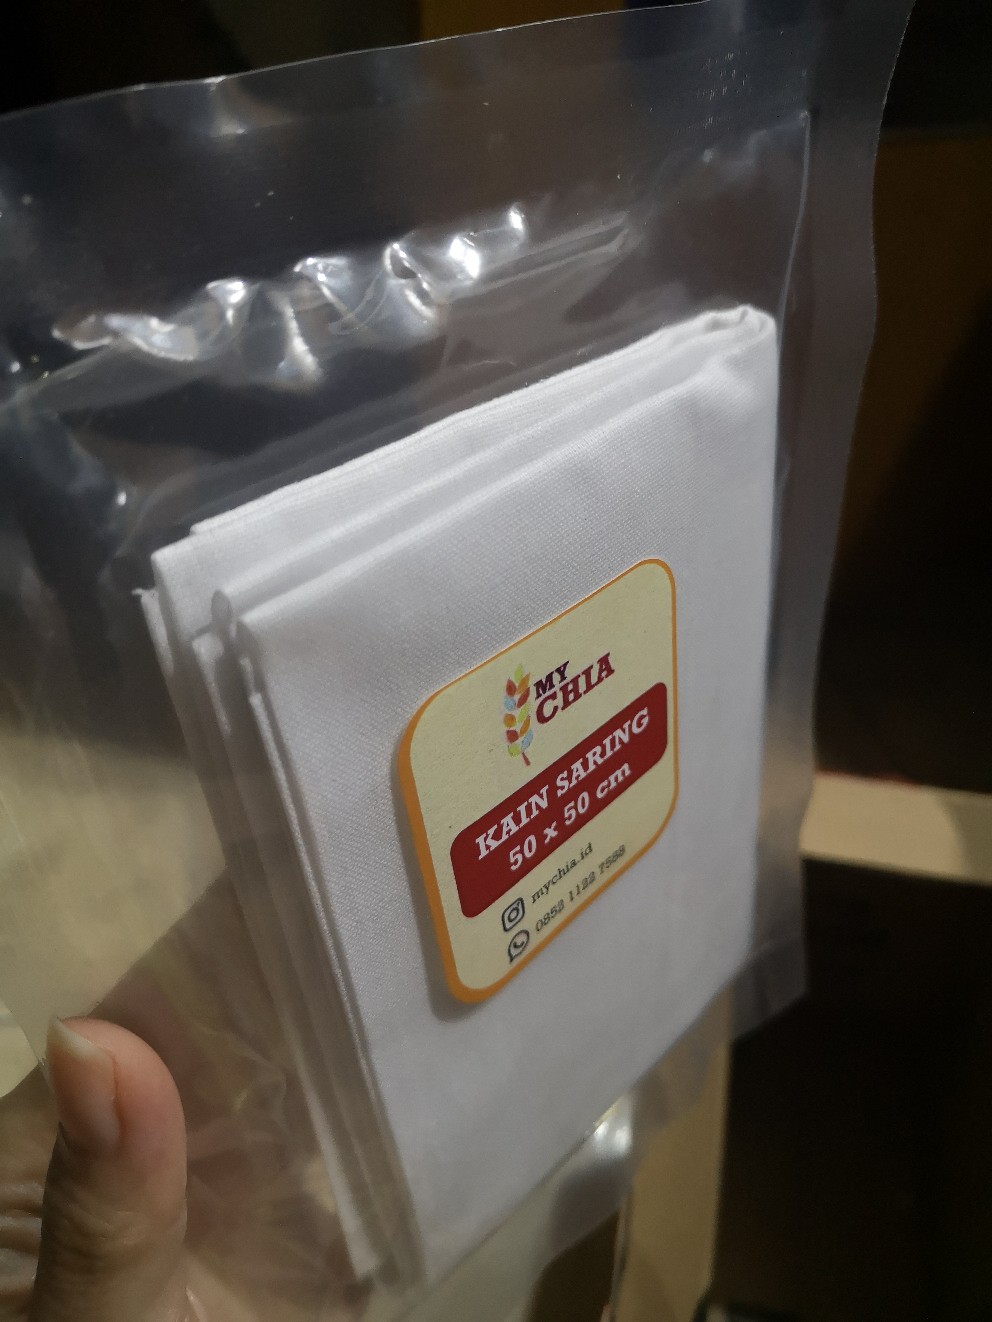 MY
CHIA
KAIN SARING
50 x 50 cm
mychia.id
0852 1122 7588